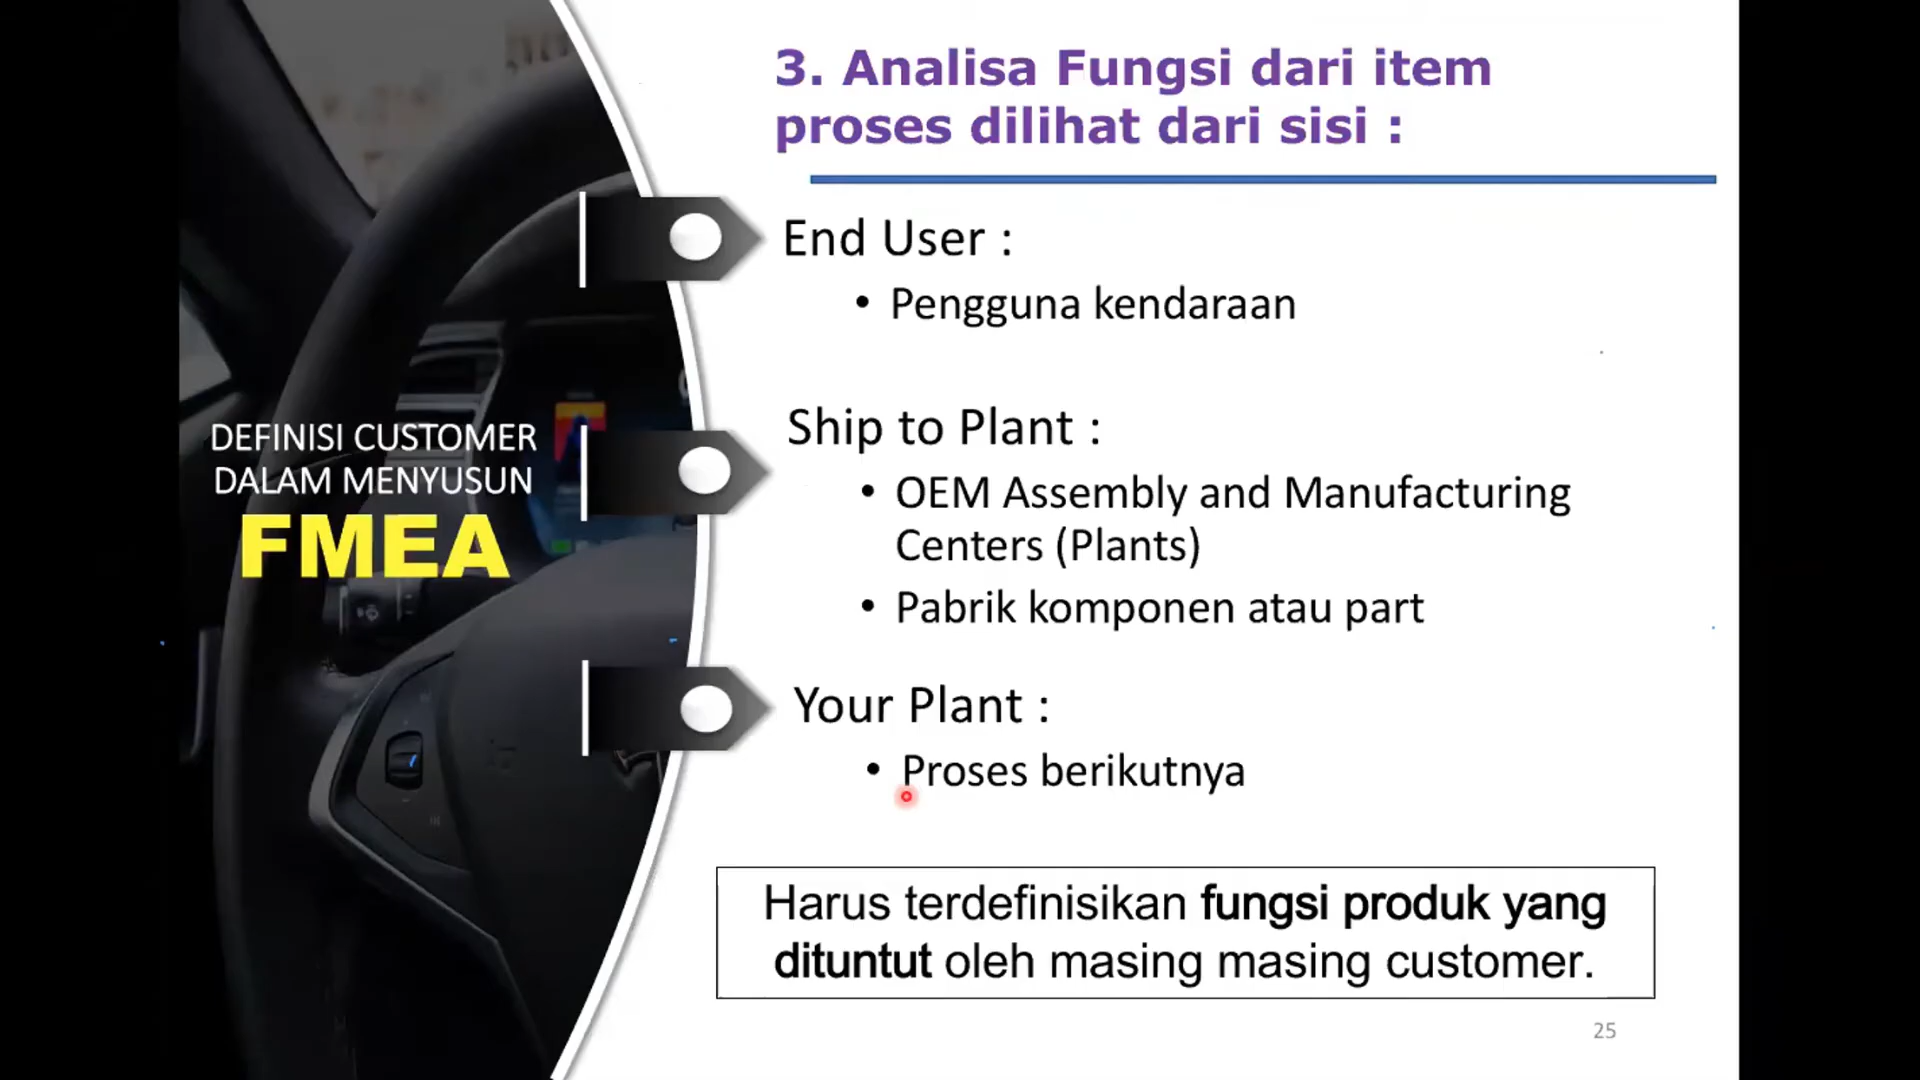 3. Analisa Fungsi dari item
proses dilihat dari sisi :
End User :
• Pengguna kendaraan
Ship to Plant :
• OEM Assembly and Manufacturing
Centers (Plants)
• Pabrik komponen atau part
Your Plant :
• Proses berikutnya
DEFINISI CUSTOMER
DALAM MENYUSUN
FMEA
Harus terdefinisikan fungsi produk yang
dituntut oleh masing masing customer.
25